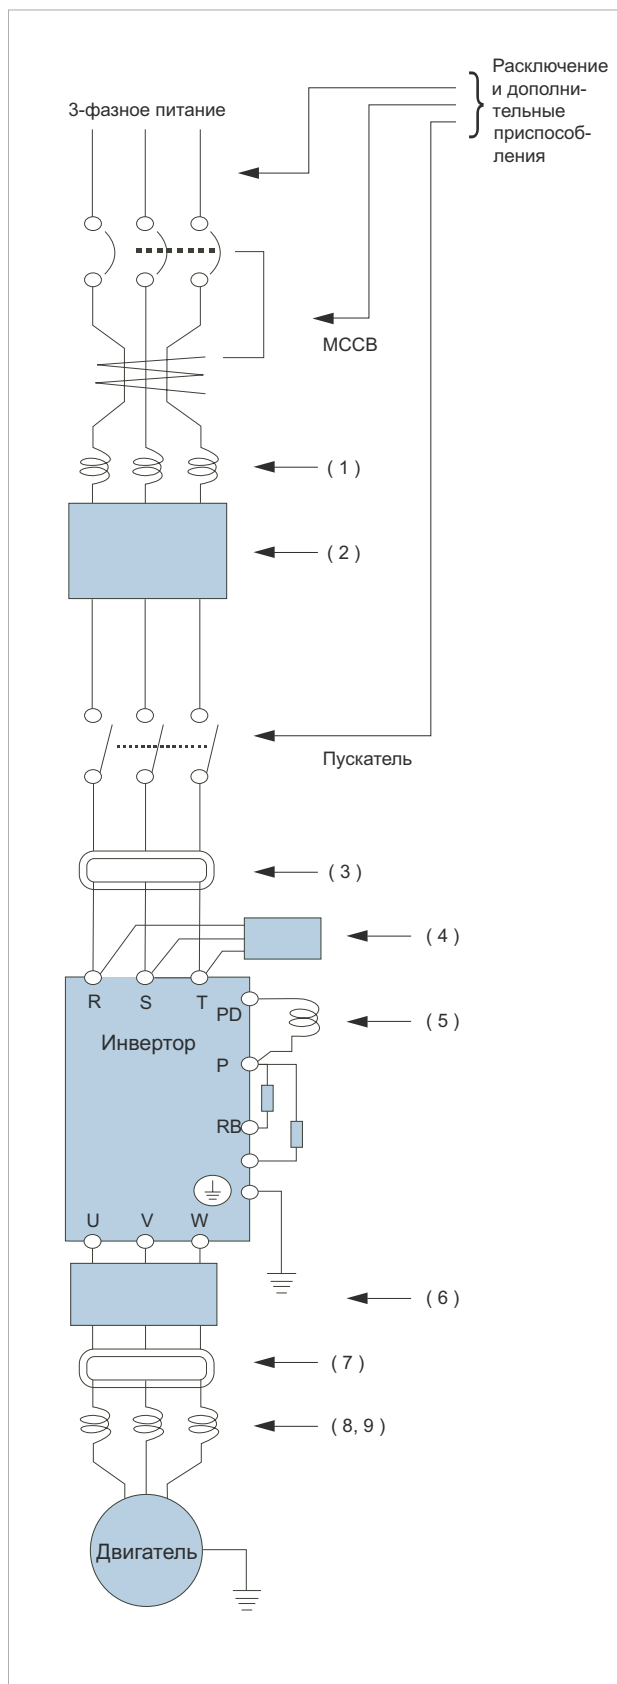 Расключение
и дополни-
тельные
приспособ-
ления
3-фазное питание
МССВ
( 1 )
( 2 )
Пускатель
( 3 )
( 4 )
R S T
PD
( 5 )
Инвертор
P
RB
U V W
( 6 )
( 7 )
( 8, 9 )
Двигатель